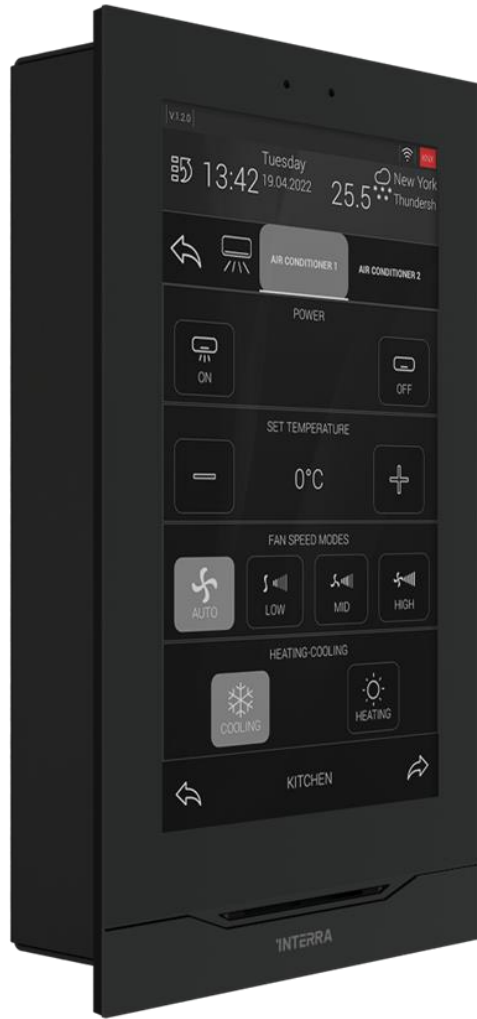 V.1.2.0
KNX
13:42 Tuesday
19.04.2022
25.5 New York
Thundersh
AIR CONDITIONER 1
AIR CONDITIONER 2
POWER
ON
OFF
SET TEMPERATURE
0°C
FAN SPEED MODES
AUTO
LOW
MID
HIGH
HEATING-COOLING
COOLING
HEATING
KITCHEN
INTERRA